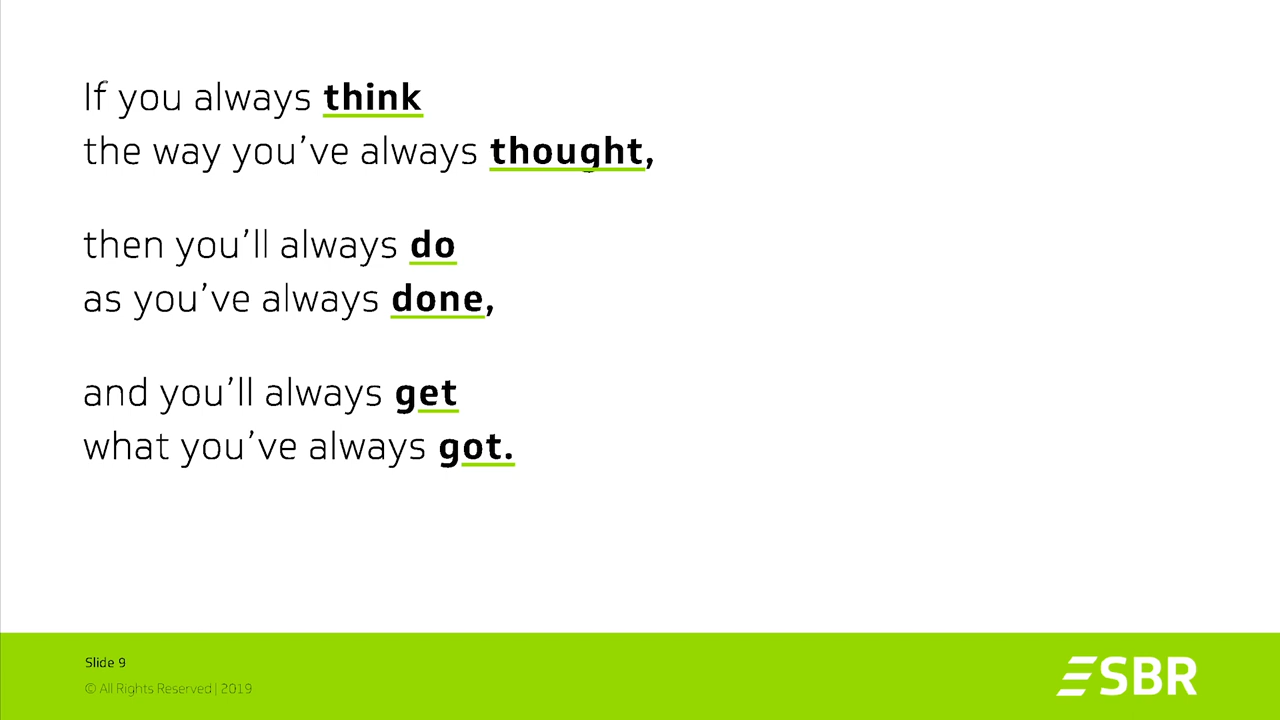 If you always think
the way you've always thought,
then you'll always do
as you've always done,
and you'll always get
what you've always got.
Slide 9
© All Rights Reserved | 2019
SBR